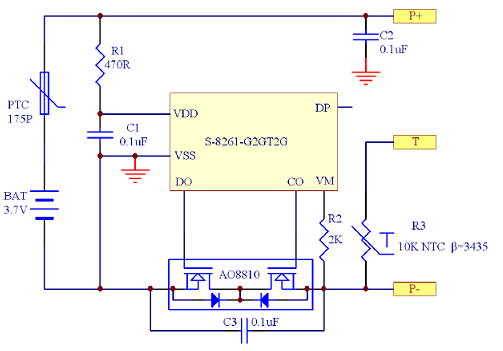 P+
R1
470R
C2
0.1uF
PTC
175P
VDD
DP
C1
0.1uF
S-8261-G2GT2G
VSS
T
DO
CO
VM
BAT
3.7V
R2
2K
R3
10K NTC β=3435
AO8810
P-
C3
0.1uF